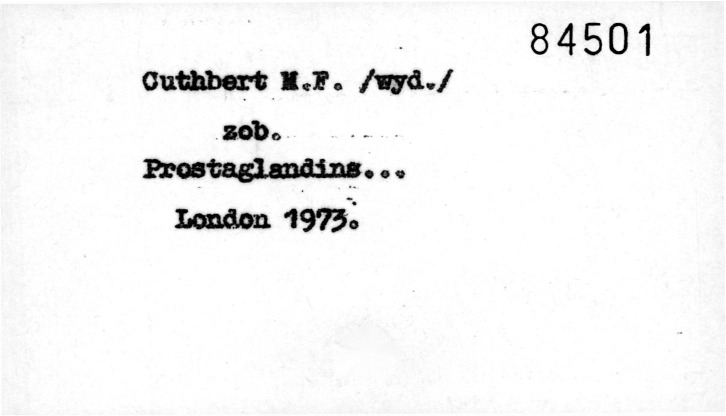 84501
Cuthbert M.F. /wyd./
zob.
Prostaglandins...
London 1973.